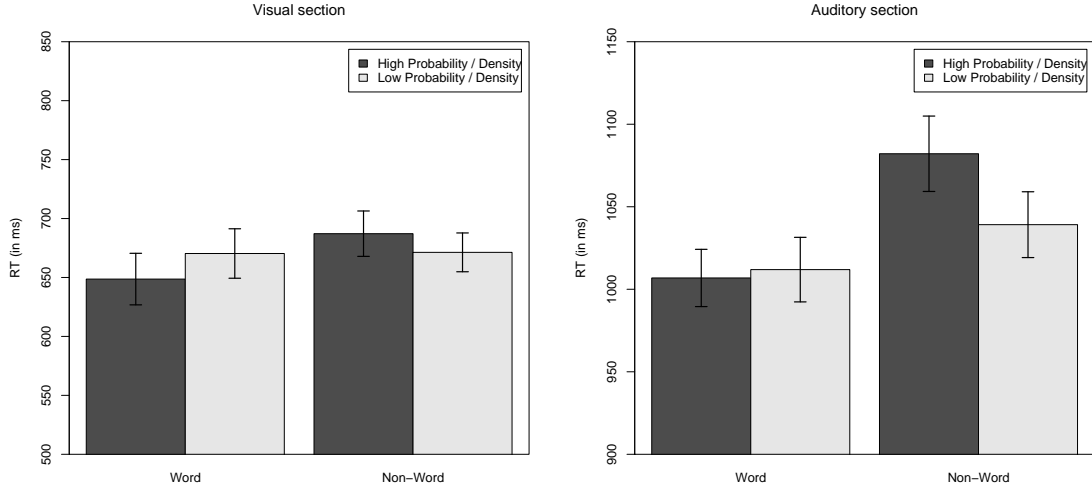 Visual section
RT (in ms)
850
800
750
700
650
600
550
500
High Probability / Density
Low Probability / Density
Word
Non−Word
Auditory section
RT (in ms)
1150
1100
1050
1000
950
900
High Probability / Density
Low Probability / Density
Word
Non−Word